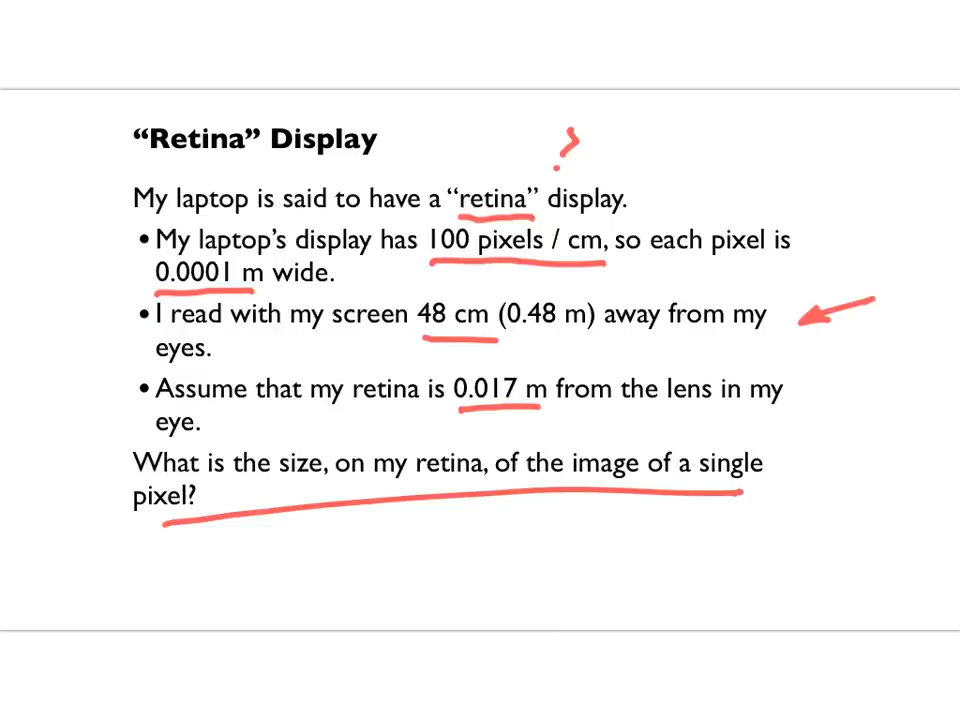 “Retina” Display
?
My laptop is said to have a “retina” display.
•My laptop’s display has 100 pixels / cm, so each pixel is
0.0001 m wide.
•I read with my screen 48 cm (0.48 m) away from my
eyes.
•Assume that my retina is 0.017 m from the lens in my
eye.
What is the size, on my retina, of the image of a single
pixel?